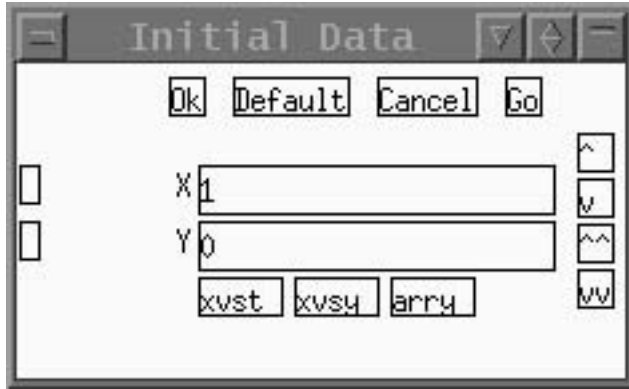 Initial Data
Ok Default Cancel Go
^
X 1
v
Y 0
^^
xvst xvsy arry
vv